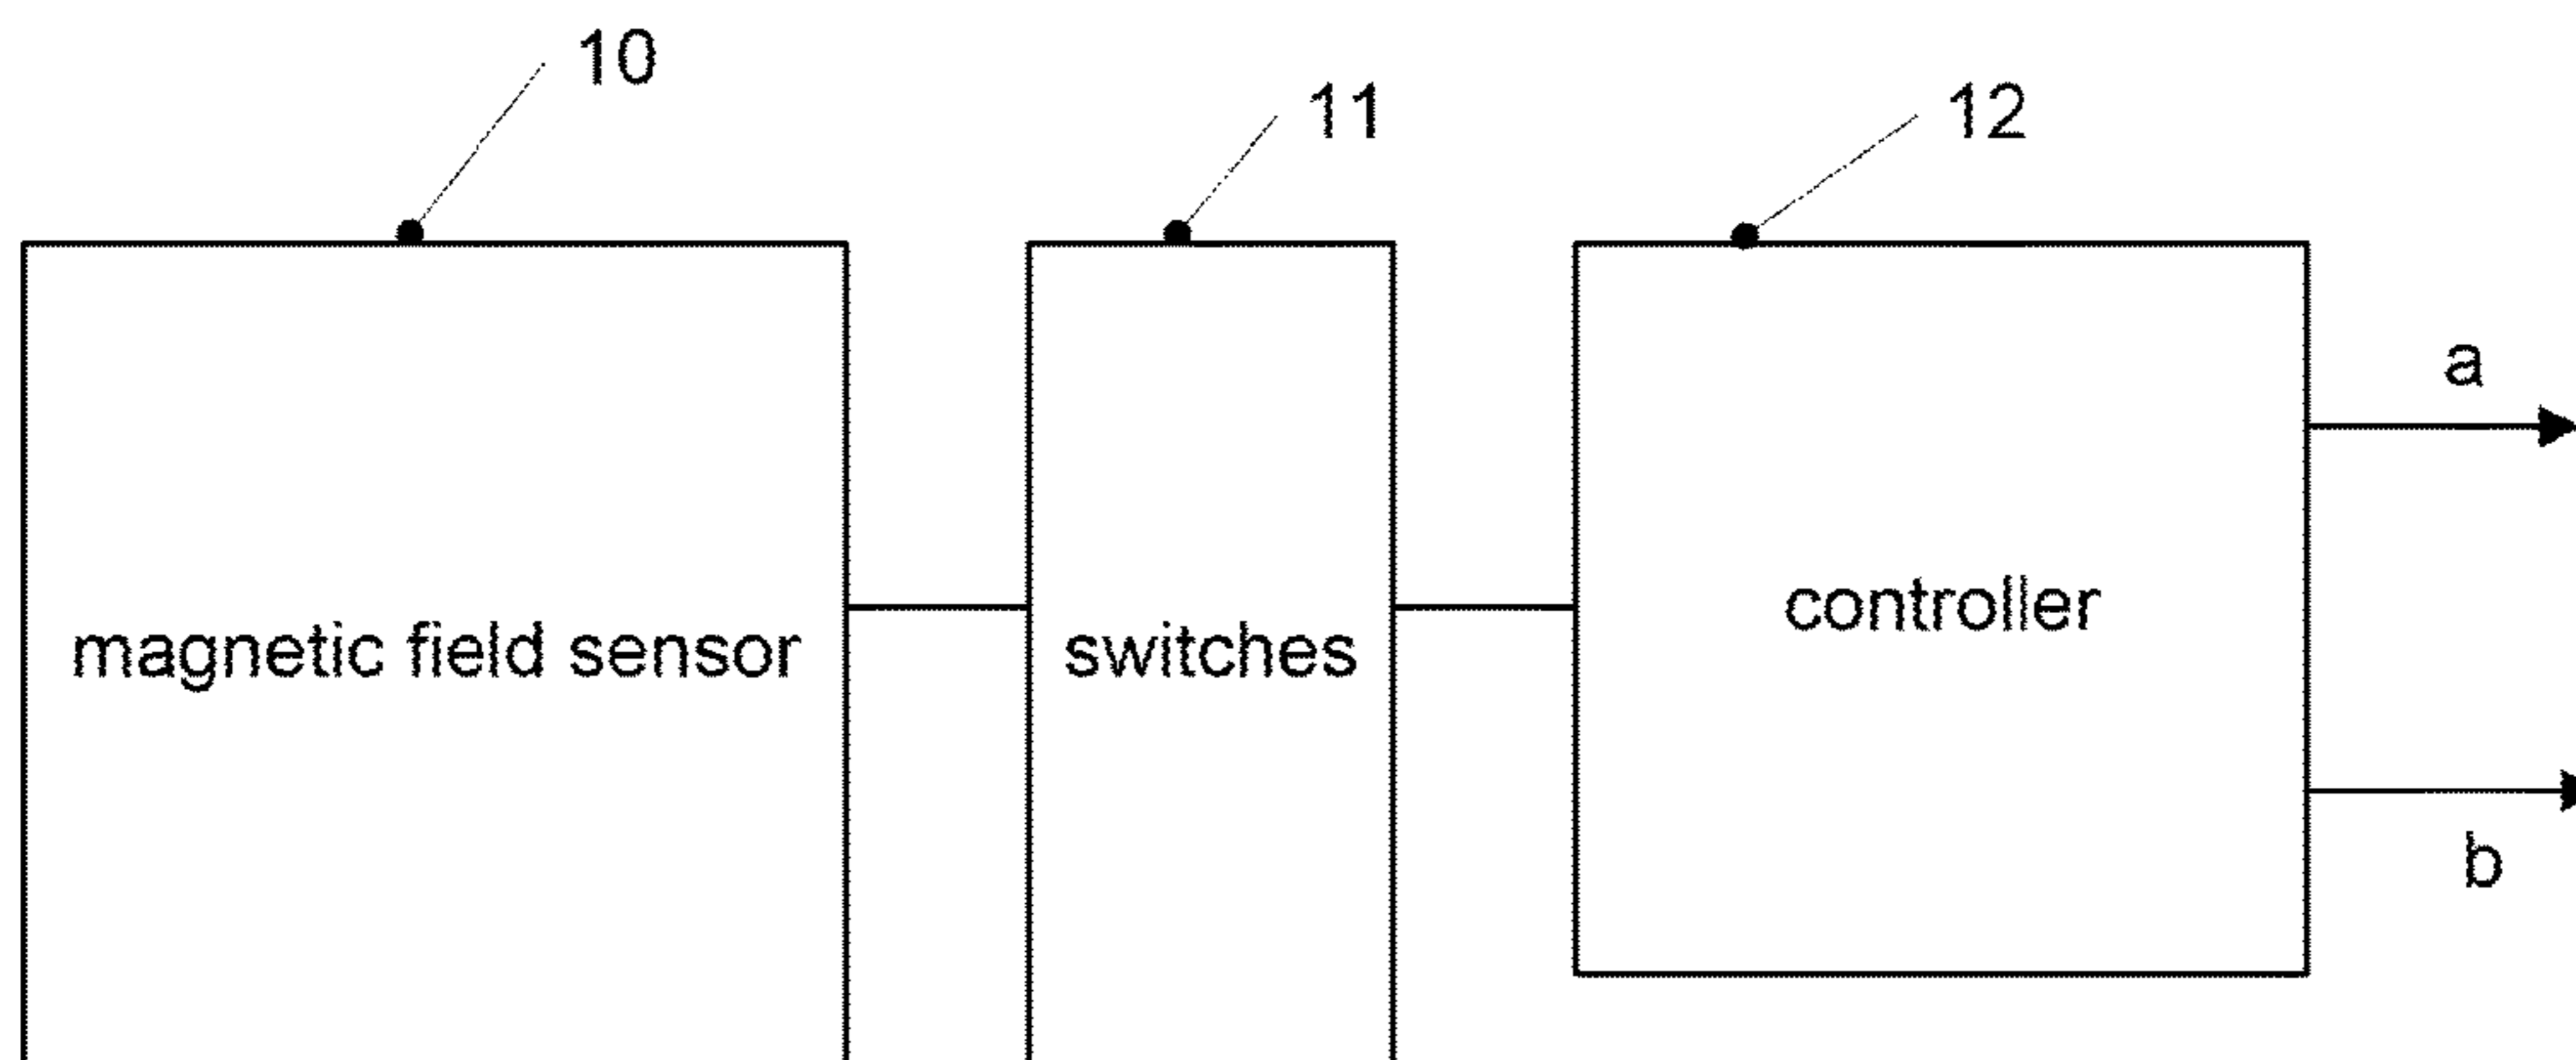 10
11
12
a
magnetic field sensor
switches
controller
b